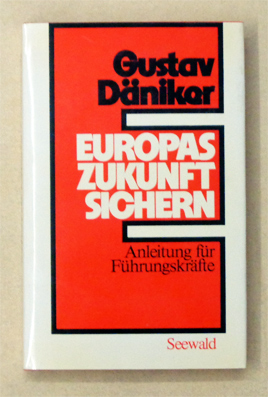 Gustav
Däniker
EUROPAS
ZUKUNFT
SICHERN
Anleitung für
Führungskräfte
Seewald